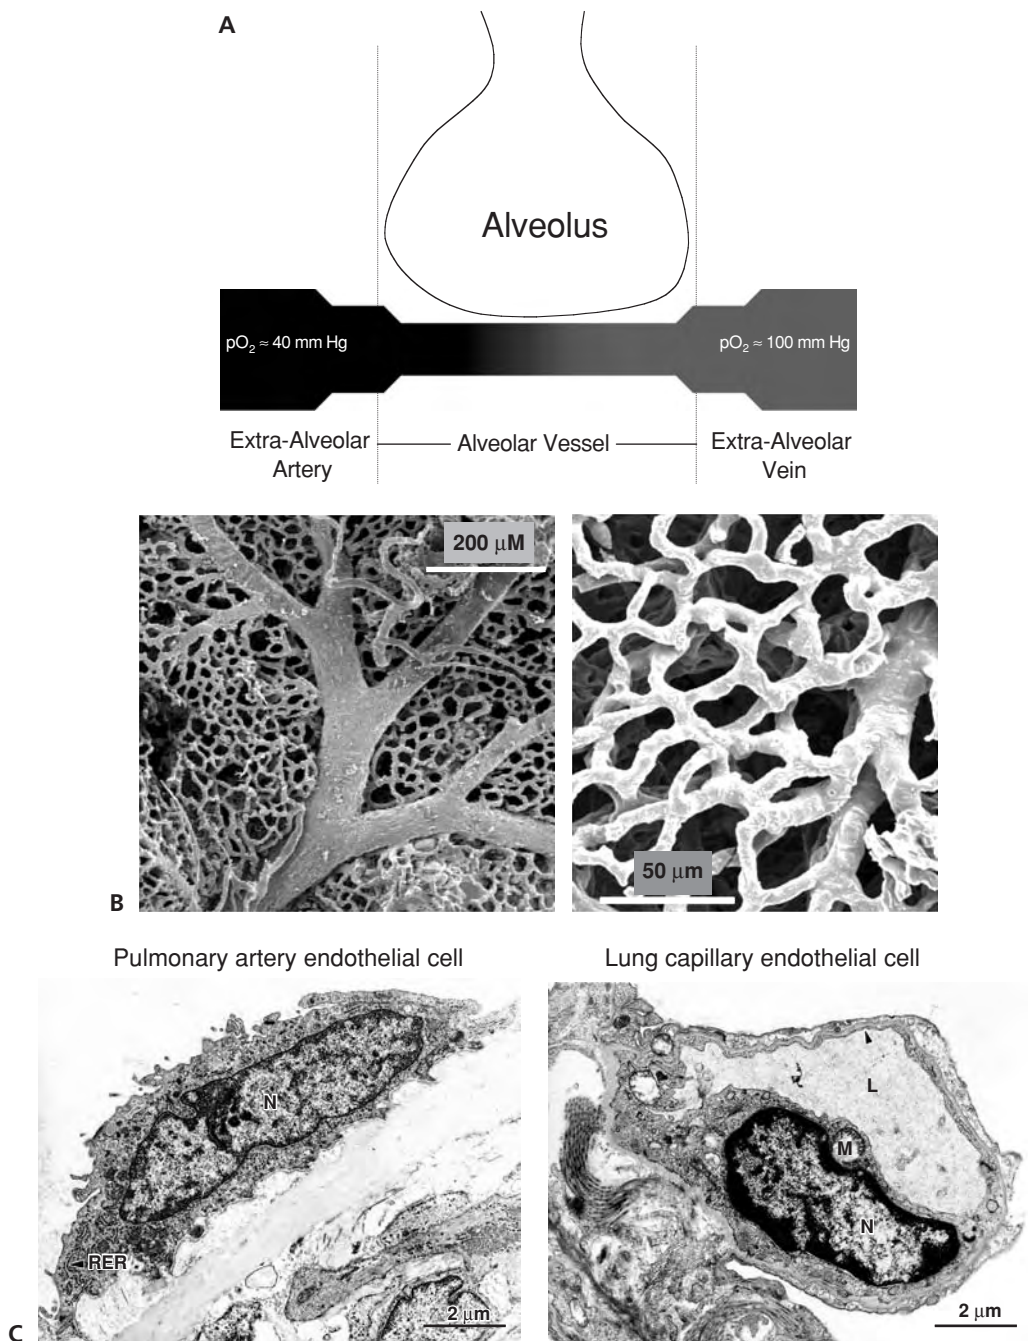 A
Alveolus
pO₂ ≈ 40 mm Hg
pO₂ ≈ 100 mm Hg
Extra-Alveolar
Artery
Alveolar Vessel
Extra-Alveolar
Vein
200 μM
50 μm
B
Pulmonary artery endothelial cell
Lung capillary endothelial cell
N
RER
2 μm
L
M
N
2 μm
C